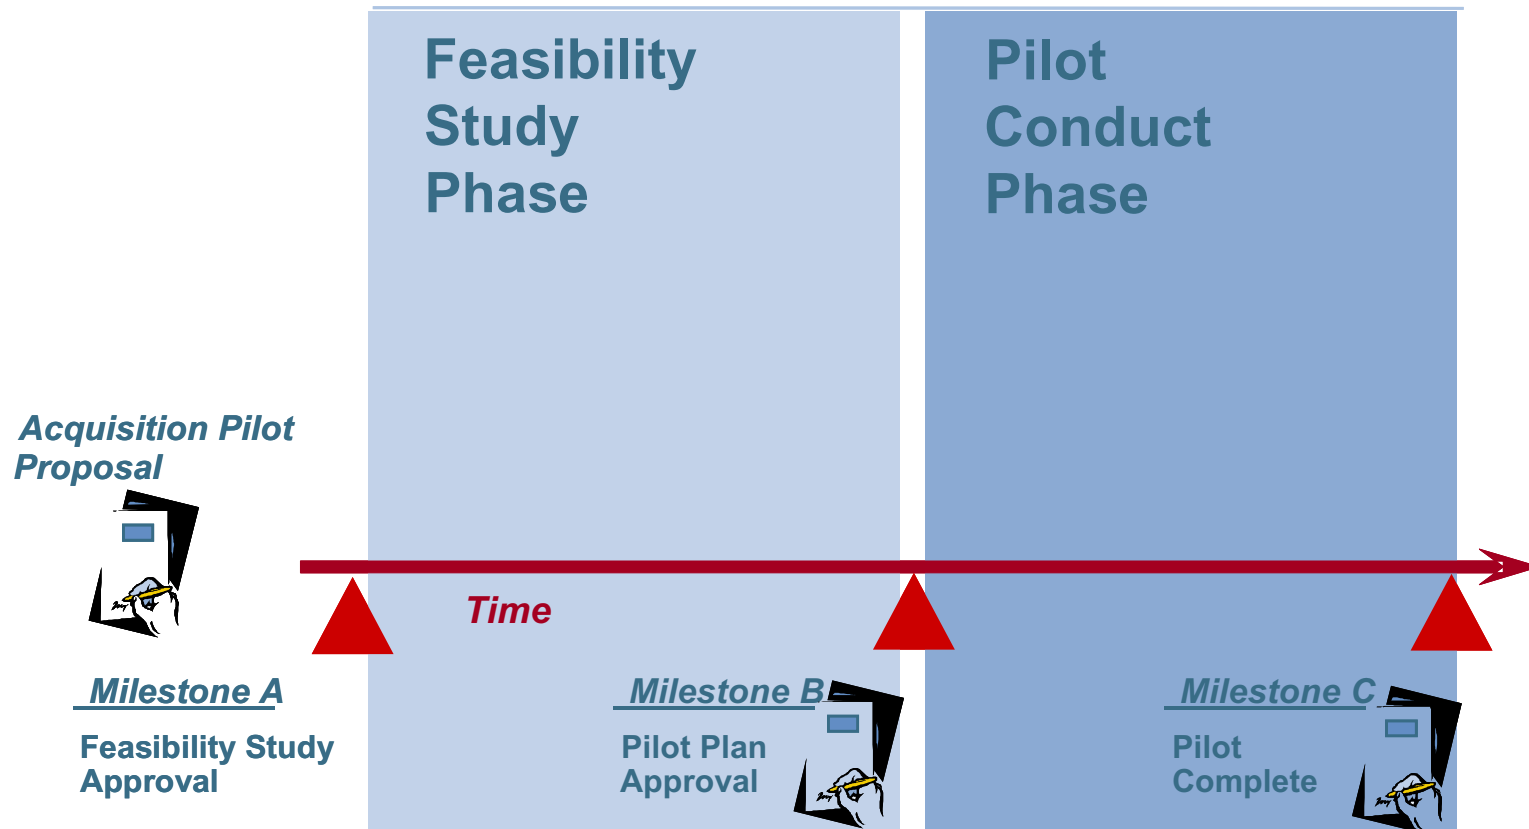 Feasibility
Study
Phase
Pilot
Conduct
Phase
Acquisition Pilot
Proposal
Time
Milestone A
Feasibility Study
Approval
Milestone B
Pilot Plan
Approval
Milestone C
Pilot
Complete